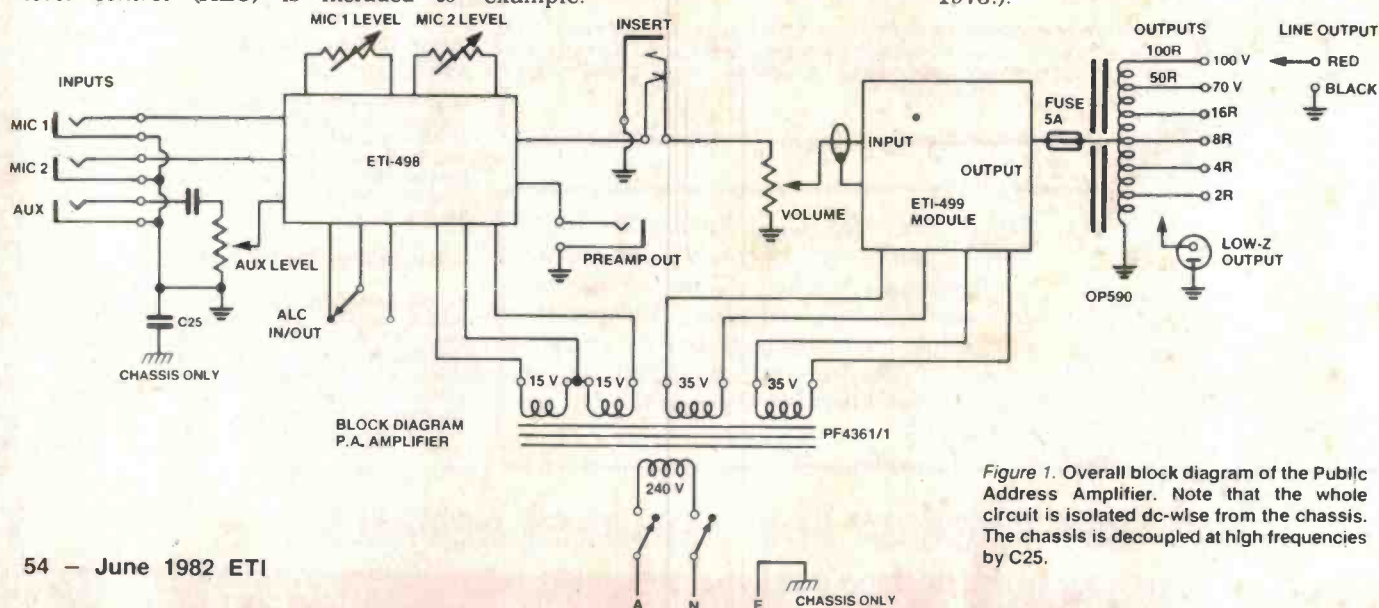 1978.).
MIC 1 LEVEL
MIC 2 LEVEL
INSERT
OUTPUTS
LINE OUTPUT
INPUTS
100R
100 V
RED
50R
70 V
BLACK
MIC 1
FUSE
5A
16R
ETI-498
INPUT
8R
MIC 2
OUTPUT
4R
AUX
ETI-499
MODULE
2R
VOLUME
AUX LEVEL
PREAMP OUT
LOW-Z
OUTPUT
OP590
ALC
IN/OUT
C25
CHASSIS ONLY
15 V
15 V
35 V
35 V
BLOCK DIAGRAM
P.A. AMPLIFIER
PF4361/1
240 V
Figure 1. Overall block diagram of the Public
Address Amplifier. Note that the whole
circuit is isolated dc-wise from the chassis.
The chassis is decoupled at high frequencies
by C25.
54 – June 1982 ETI
A
N
E
CHASSIS ONLY